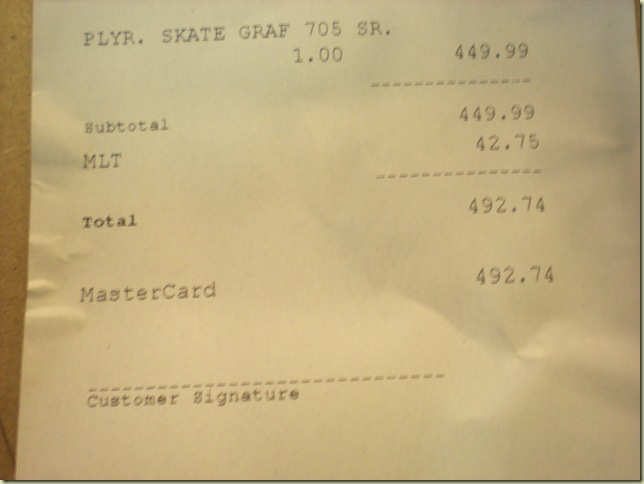 PLYR. SKATE GRAF 705 SR.
1.00 449.99
--------------
Subtotal 449.99
MLT 42.75
--------------
Total 492.74
MasterCard 492.74
------------------------------
Customer Signature